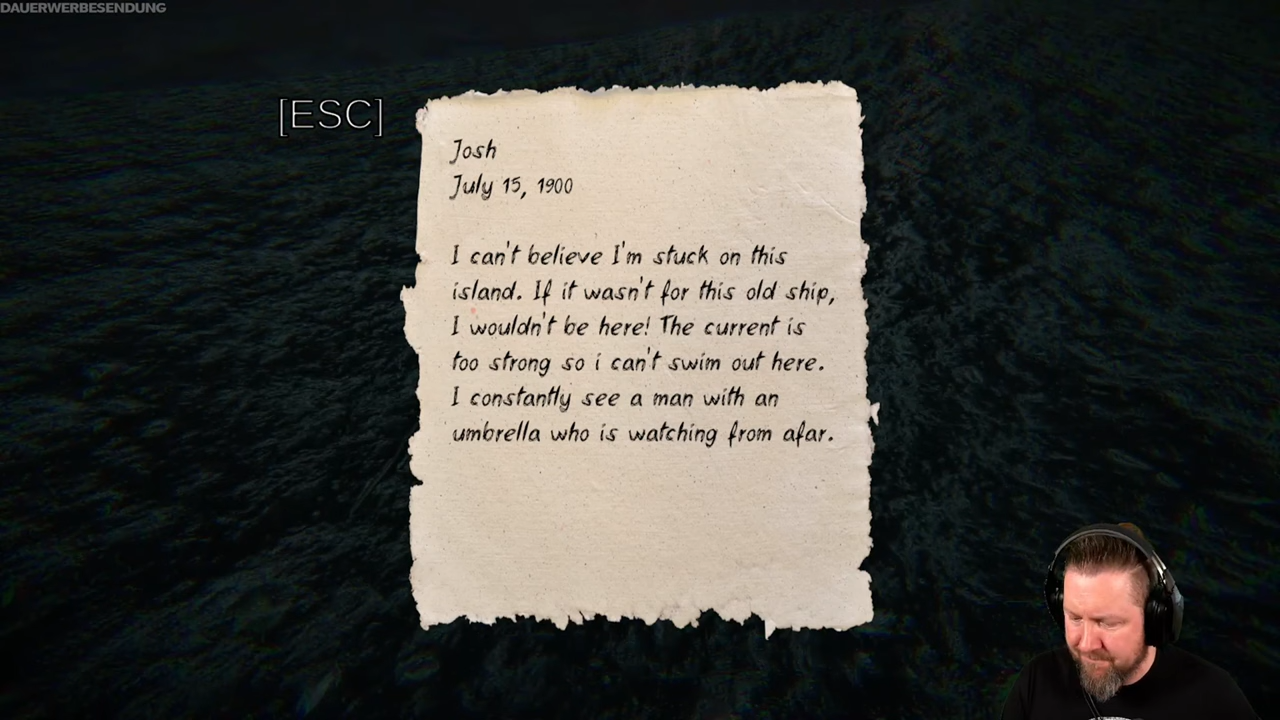 DAUERWERBESENDUNG
[ESC]
Josh
July 15, 1900
I can't believe I'm stuck on this
island. If it wasn't for this old ship,
I wouldn't be here! The current is
too strong so i can't swim out here.
I constantly see a man with an
umbrella who is watching from afar.